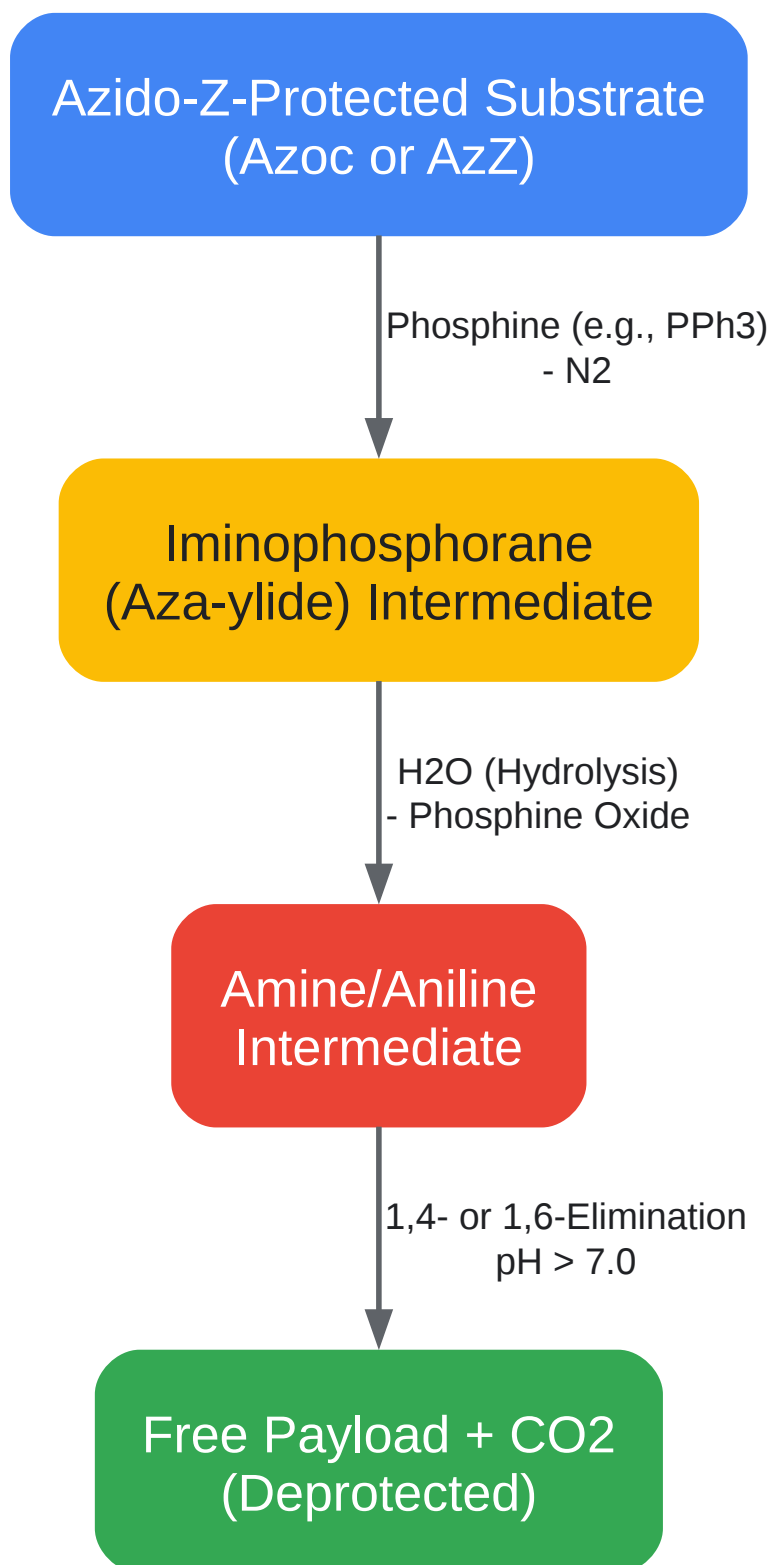 Azido-Z-Protected Substrate
(Azoc or AzZ)
Phosphine (e.g., PPh3)
- N2
Iminophosphorane
(Aza-ylide) Intermediate
H2O (Hydrolysis)
- Phosphine Oxide
Amine/Aniline
Intermediate
1,4- or 1,6-Elimination
pH > 7.0
Free Payload + CO2
(Deprotected)